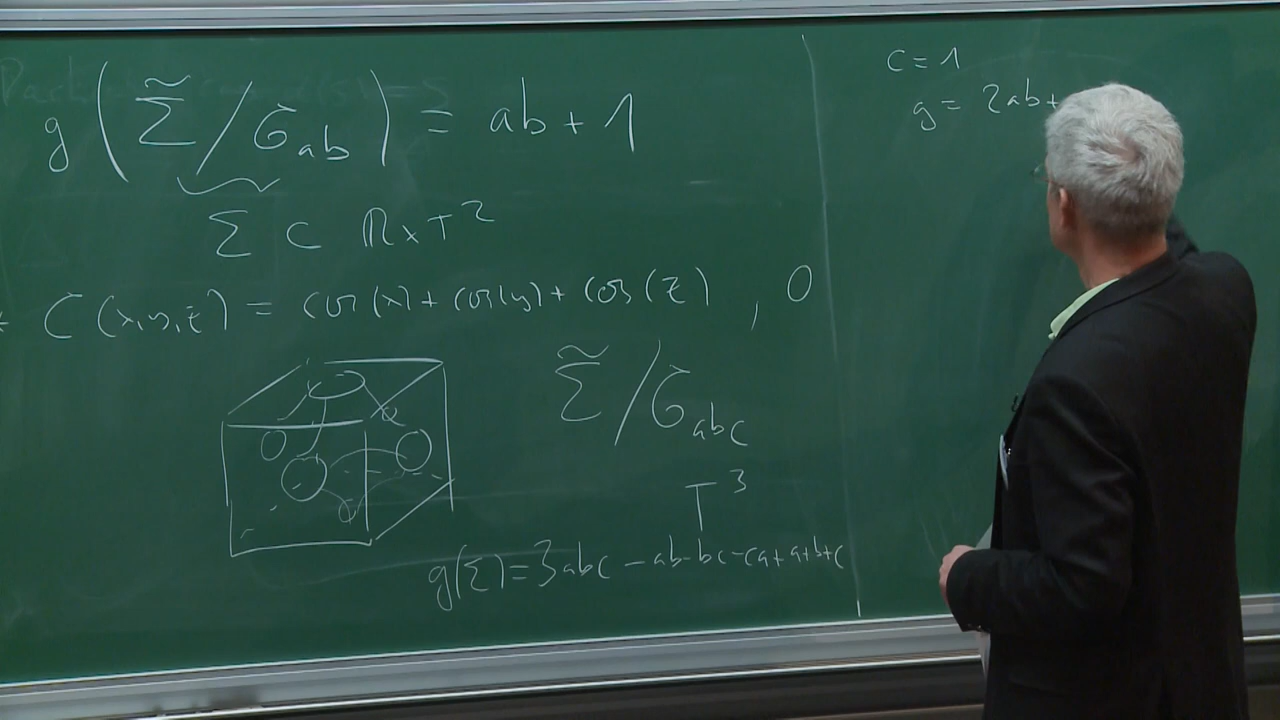 g ( Σ̃ / G_ab ) = ab + 1
Σ ⊂ ℝ × T²
C(x,y,z) = cos(x) + cos(y) + cos(z) , 0
Σ̃ / G_abc
T³
g(Σ) = 3abc - ab - bc - ca + a + b + c
c = 1
g = 2ab +